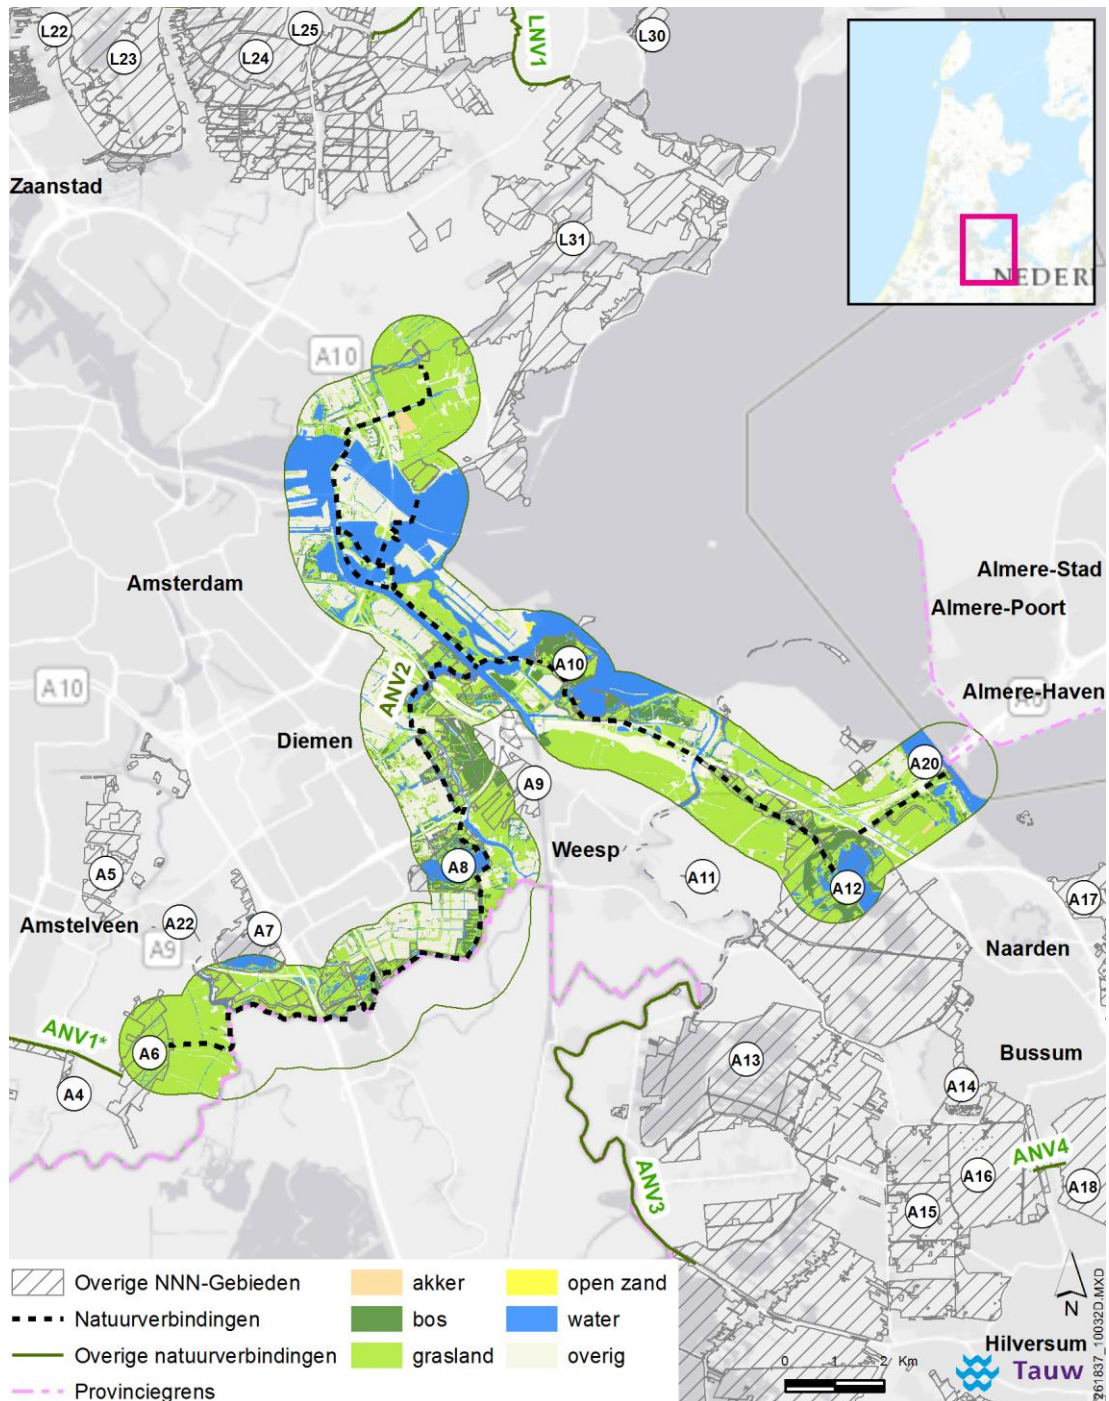 L22
L23
L24
L25
LNV1
L30
Zaanstad
L31
NEDERI
A10
Amsterdam
Almere-Stad
Almere-Poort
A10
A10
ANV2
Almere-Haven
A6
Diemen
A20
A9
Weesp
A8
A5
A11
A12
A17
Amstelveen
A22
A7
A9
Naarden
ANV1*
A6
A4
A13
Bussum
A14
ANV4
ANV3
A16
A18
A15
Overige NNN-Gebieden
Natuurverbindingen
Overige natuurverbindingen
Provinciegrens
akker
bos
grasland
open zand
water
overig
N
Hilversum
0 1 2 Km
Tauw
261837_10032D.MXD